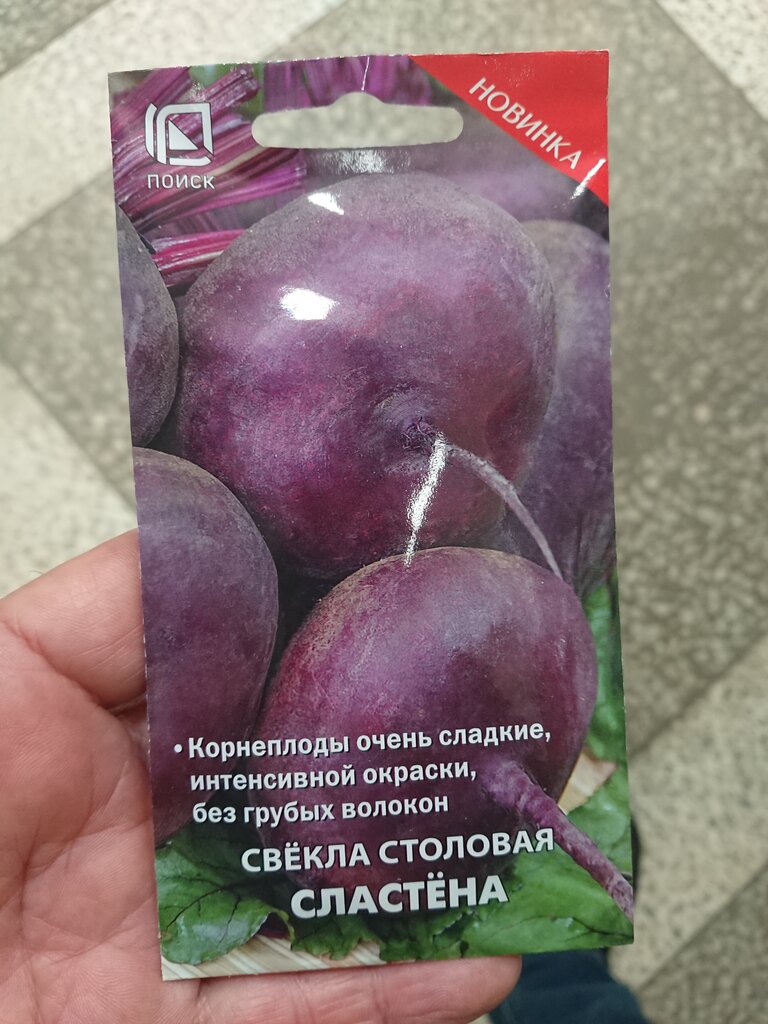 НОВИНКА
ПОИСК
• Корнеплоды очень сладкие,
интенсивной окраски,
без грубых волокон
СВЁКЛА СТОЛОВАЯ
СЛАСТЁНА